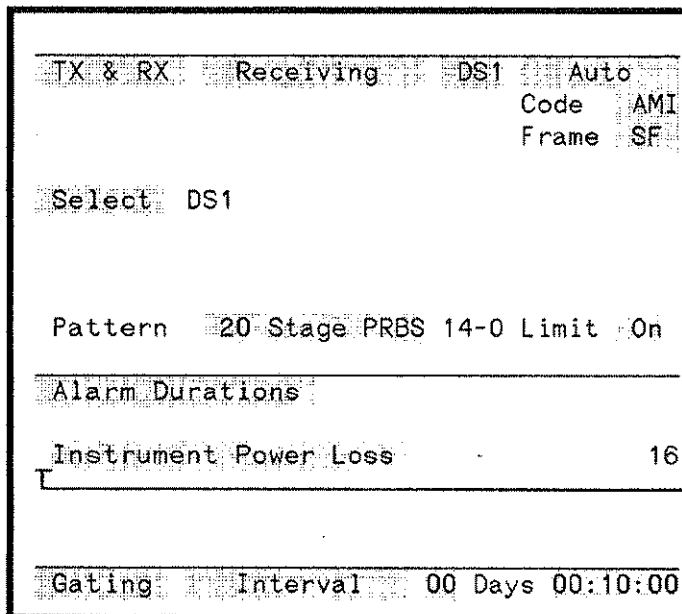 TX & RX Receiving DS1 Auto
Code AMI
Frame SF
Select DS1
Pattern 20 Stage PRBS 14-0 Limit On
Alarm Durations
Instrument Power Loss 16
Gating Interval 00 Days 00:10:00